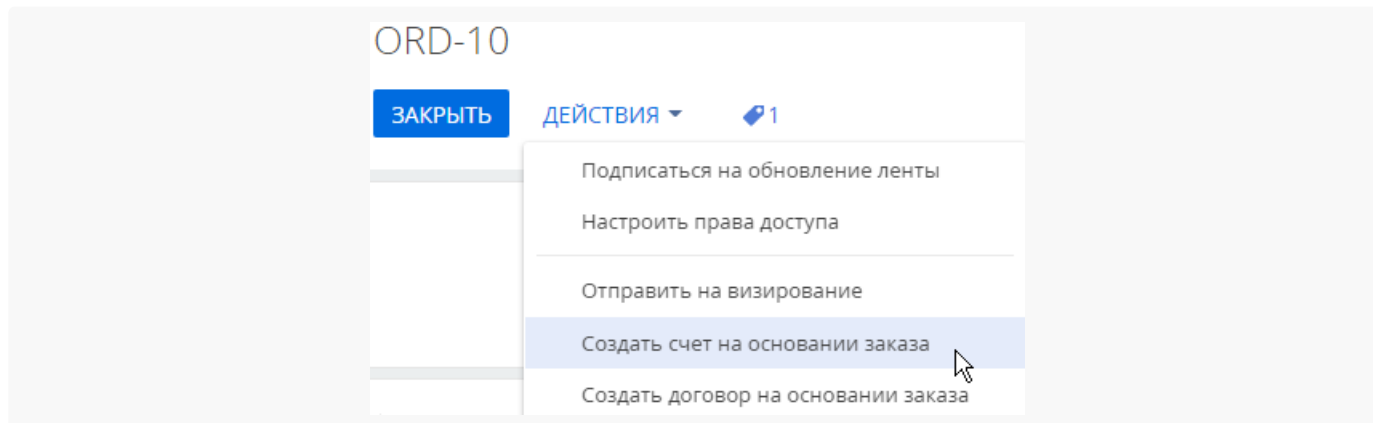 ORD-10
ЗАКРЫТЬ ДЕЙСТВИЯ 1
Подписаться на обновление ленты
Настроить права доступа
Отправить на визирование
Создать счет на основании заказа
Создать договор на основании заказа